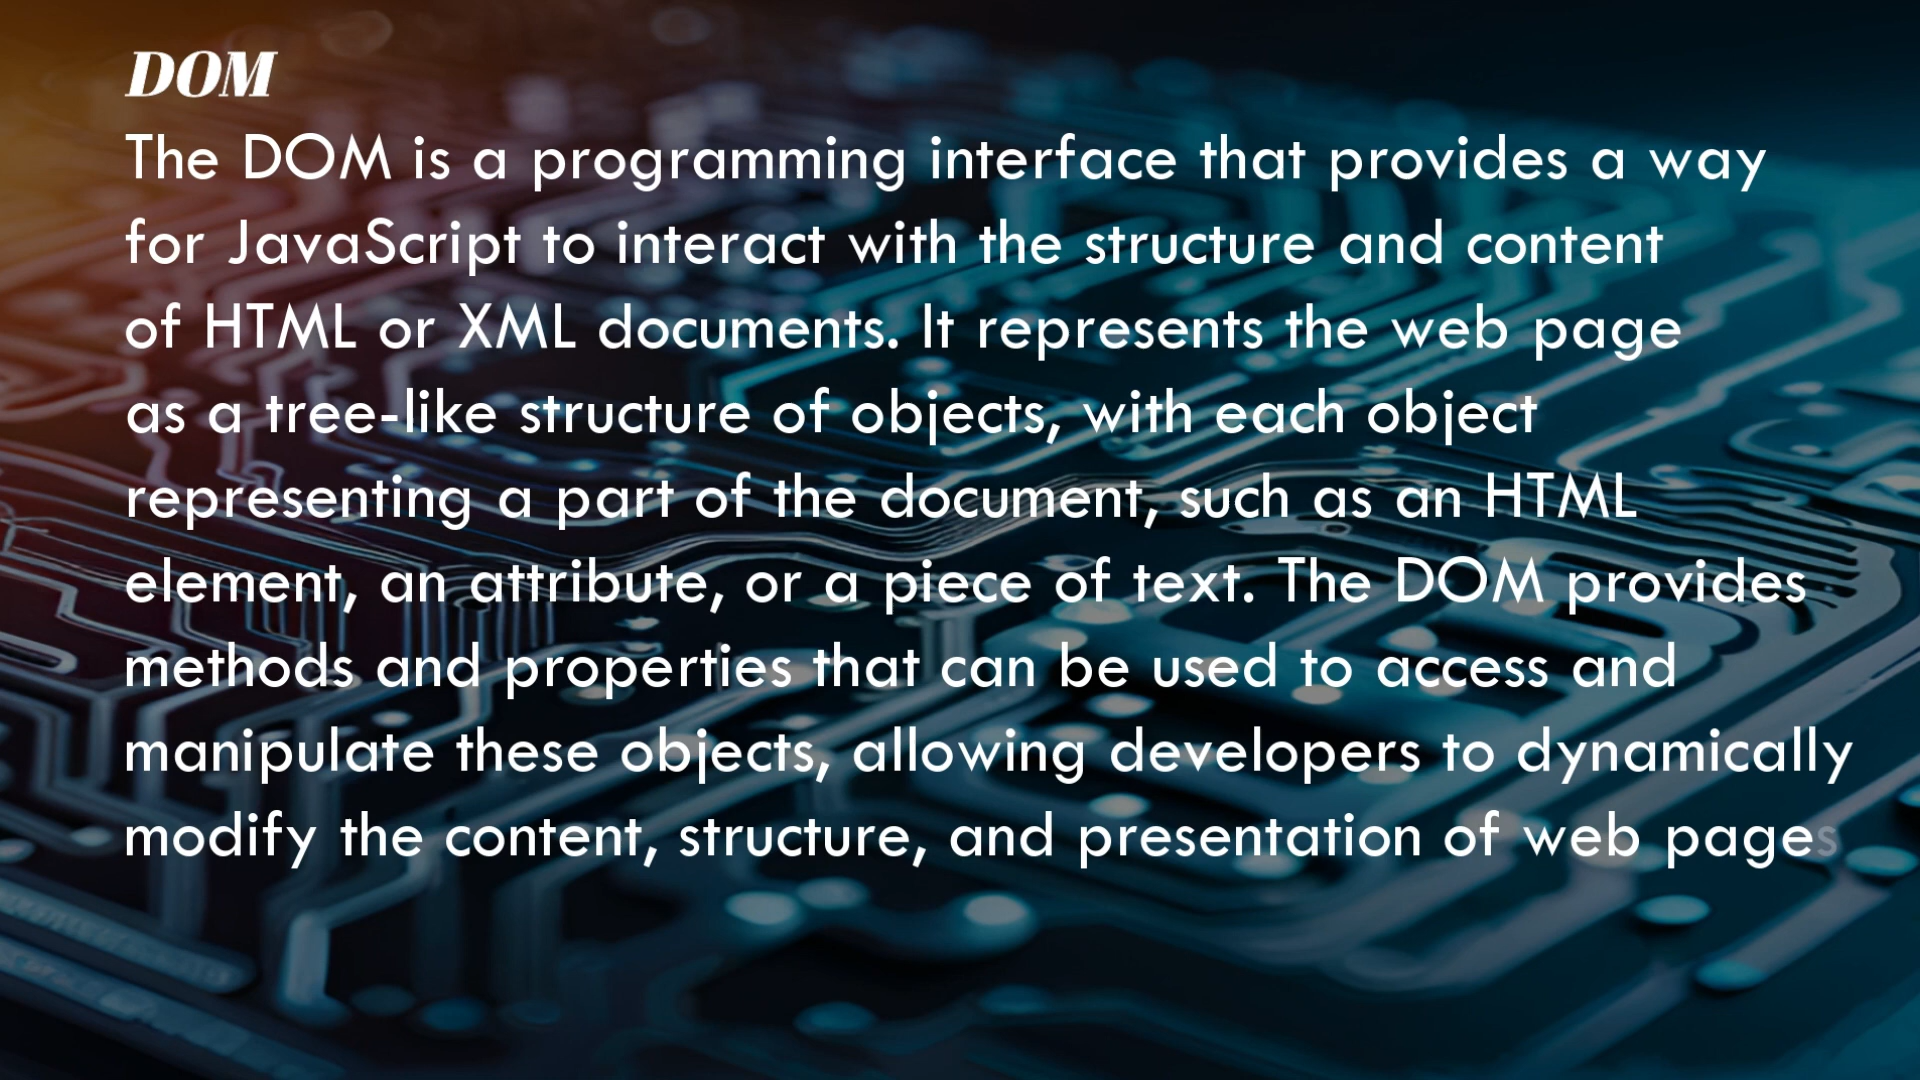 DOM
The DOM is a programming interface that provides a way
for JavaScript to interact with the structure and content
of HTML or XML documents. It represents the web page
as a tree-like structure of objects, with each object
representing a part of the document, such as an HTML
element, an attribute, or a piece of text. The DOM provides
methods and properties that can be used to access and
manipulate these objects, allowing developers to dynamically
modify the content, structure, and presentation of web pages